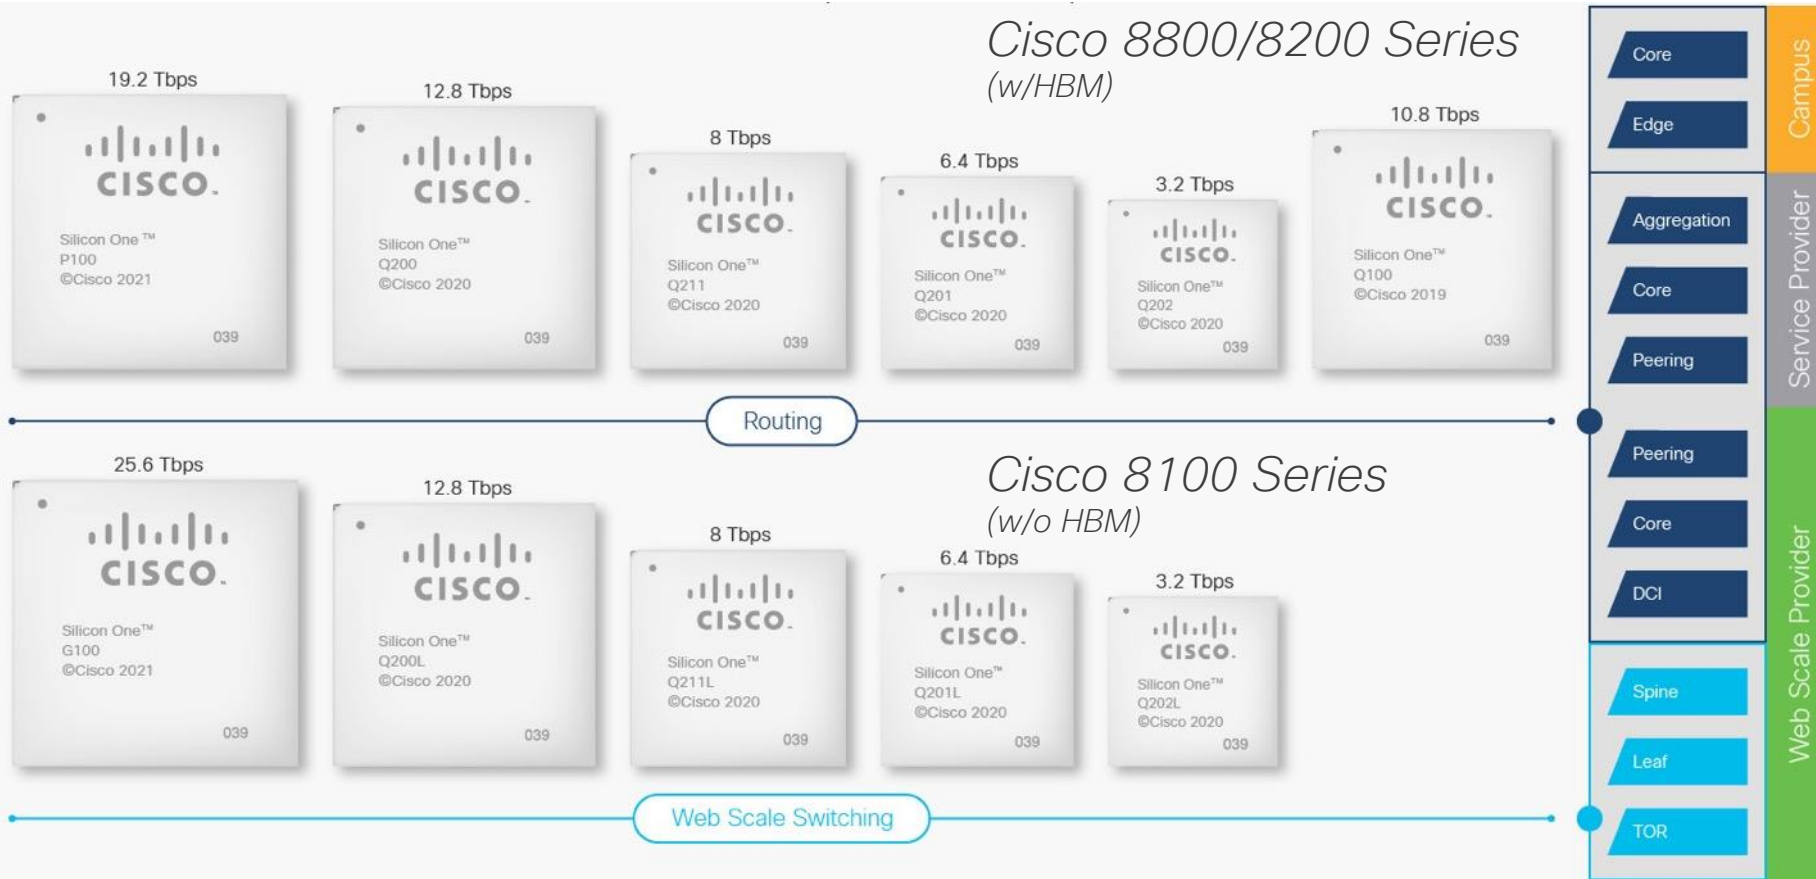 Cisco 8800/8200 Series
(w/HBM)
19.2 Tbps
CISCO.
Silicon One™
P100
©Cisco 2021
039
12.8 Tbps
CISCO.
Silicon One™
Q200
©Cisco 2020
039
8 Tbps
CISCO.
Silicon One™
Q211
©Cisco 2020
039
6.4 Tbps
CISCO.
Silicon One™
Q201
©Cisco 2020
039
3.2 Tbps
CISCO.
Silicon One™
Q202
©Cisco 2020
039
10.8 Tbps
CISCO.
Silicon One™
Q100
©Cisco 2019
039
Routing
Cisco 8100 Series
(w/o HBM)
25.6 Tbps
CISCO.
Silicon One™
G100
©Cisco 2021
039
12.8 Tbps
CISCO.
Silicon One™
Q200L
©Cisco 2020
039
8 Tbps
CISCO.
Silicon One™
Q211L
©Cisco 2020
039
6.4 Tbps
CISCO.
Silicon One™
Q201L
©Cisco 2020
039
3.2 Tbps
CISCO.
Silicon One™
Q202L
©Cisco 2020
039
Web Scale Switching
Core
Edge
Campus
Aggregation
Core
Peering
Service Provider
Peering
Core
DCI
Spine
Leaf
TOR
Web Scale Provider